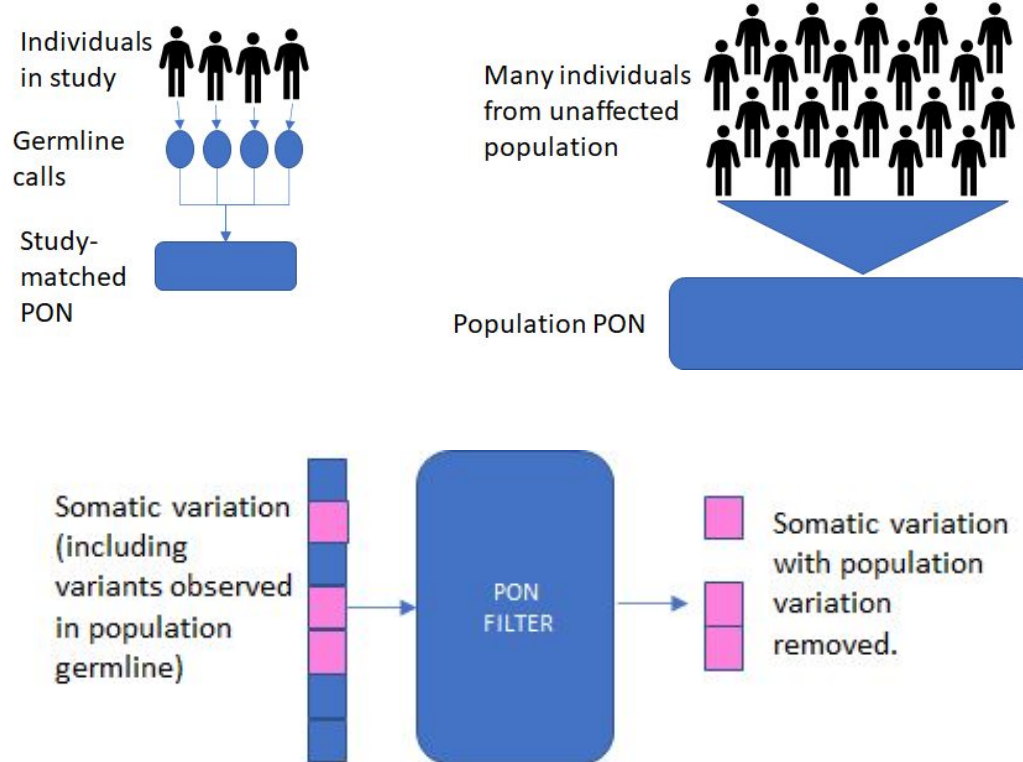 Individuals
in study
Germline
calls
Study-
matched
PON
Many individuals
from unaffected
population
Population PON
Somatic variation
(including
variants observed
in population
germline)
PON
FILTER
Somatic variation
with population
variation
removed.